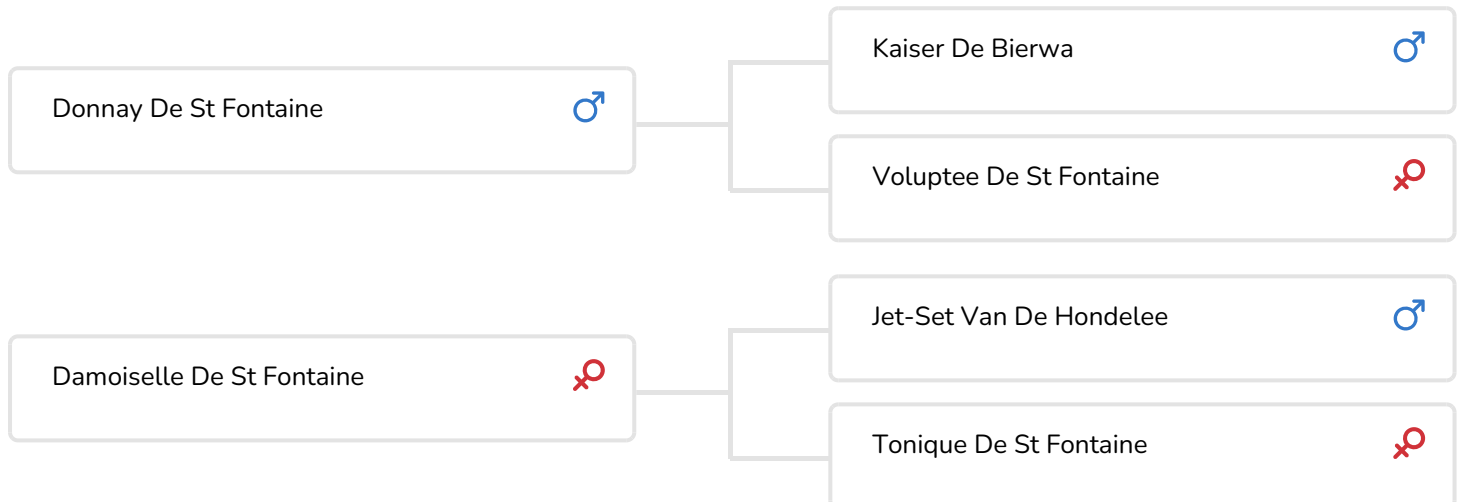 Kaiser De Bierwa
Donnay De St Fontaine
Voluptee De St Fontaine
Jet-Set Van De Hondelee
Damoiselle De St Fontaine
Tonique De St Fontaine